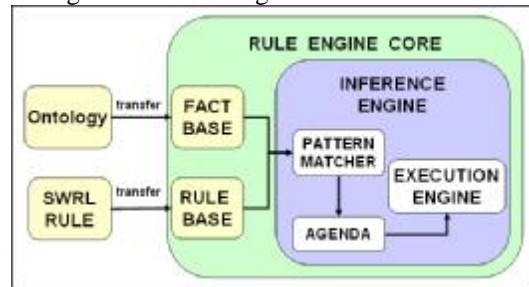 RULE ENGINE CORE
INFERENCE
ENGINE
Ontology
transfer
FACT
BASE
PATTERN
MATCHER
EXECUTION
ENGINE
SWRL
RULE
transfer
RULE
BASE
AGENDA